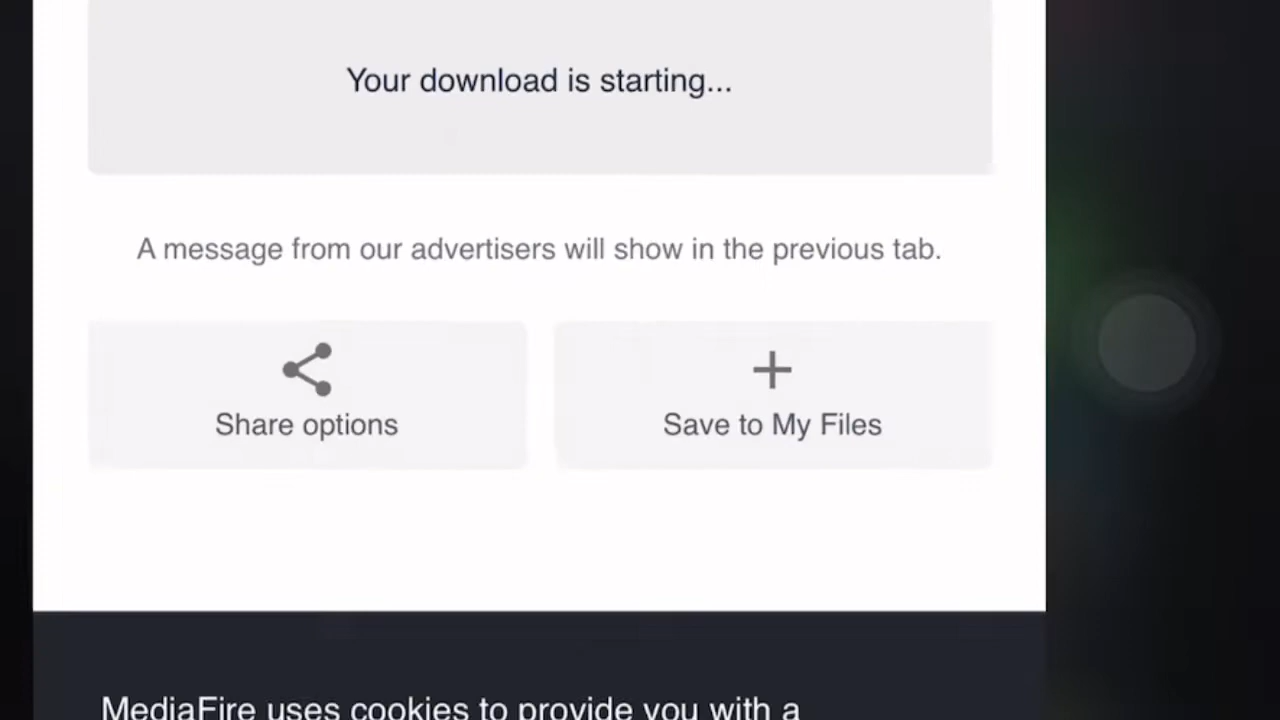 Your download is starting...
A message from our advertisers will show in the previous tab.
Share options
Save to My Files
MediaFire uses cookies to provide you with a